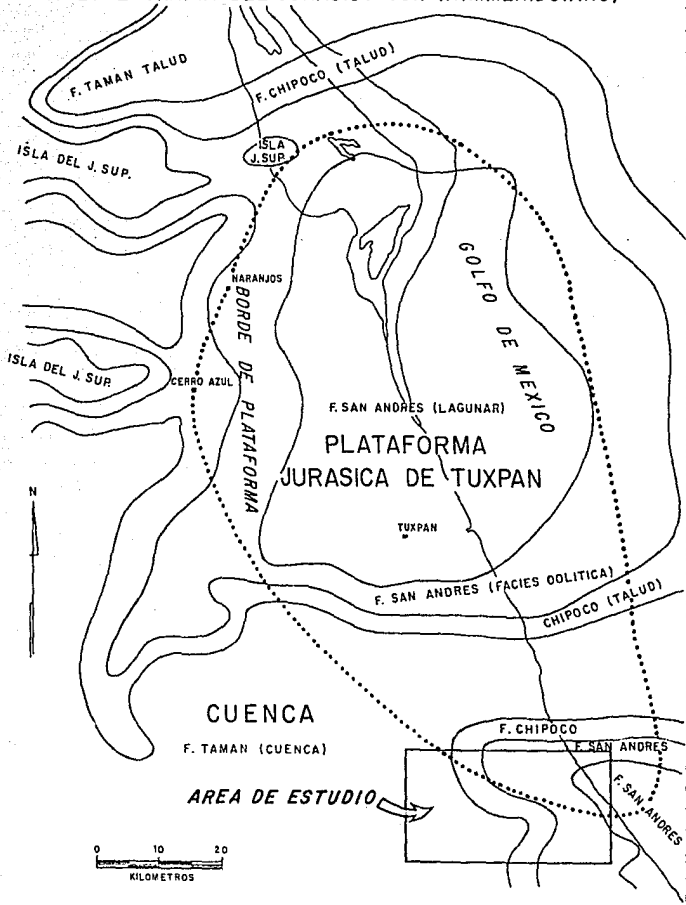 F. TAMAN TALUD
F. CHIPOCO (TALUD)
ISLA
J. SUP.
ISLA DEL J. SUP.
GOLFO DE MEXICO
NARANJOS
BORDE DE PLATAFORMA
ISLA DEL J. SUP.
CERRO AZUL
F. SAN ANDRES (LAGUNAR)
PLATAFORMA
JURASICA DE TUXPAN
N
TUXPAN
F. SAN ANDRES (FACIES OOLITICA)
CHIPOCO (TALUD)
CUENCA
F. TAMAN (CUENCA)
F. CHIPOCO
F. SAN ANDRES
F. SAN ANDRES
AREA DE ESTUDIO
0 10 20
KILOMETROS